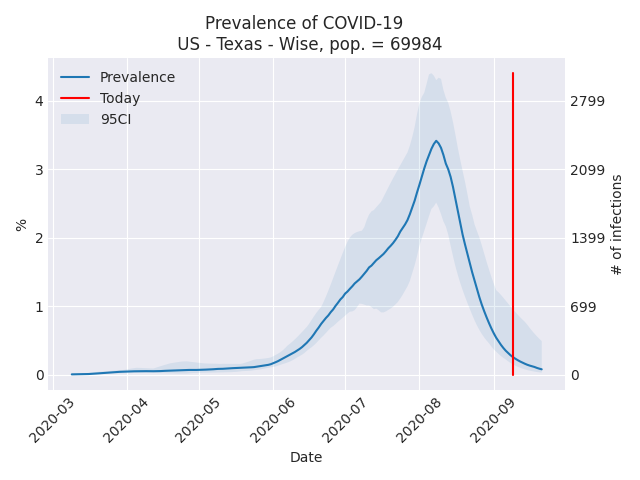 Prevalence of COVID-19
US - Texas - Wise, pop. = 69984
Prevalence
Today
95CI
%
4
3
2
1
0
2799
2099
1399
699
0
# of infections
2020-03
2020-04
2020-05
2020-06
2020-07
2020-08
2020-09
Date